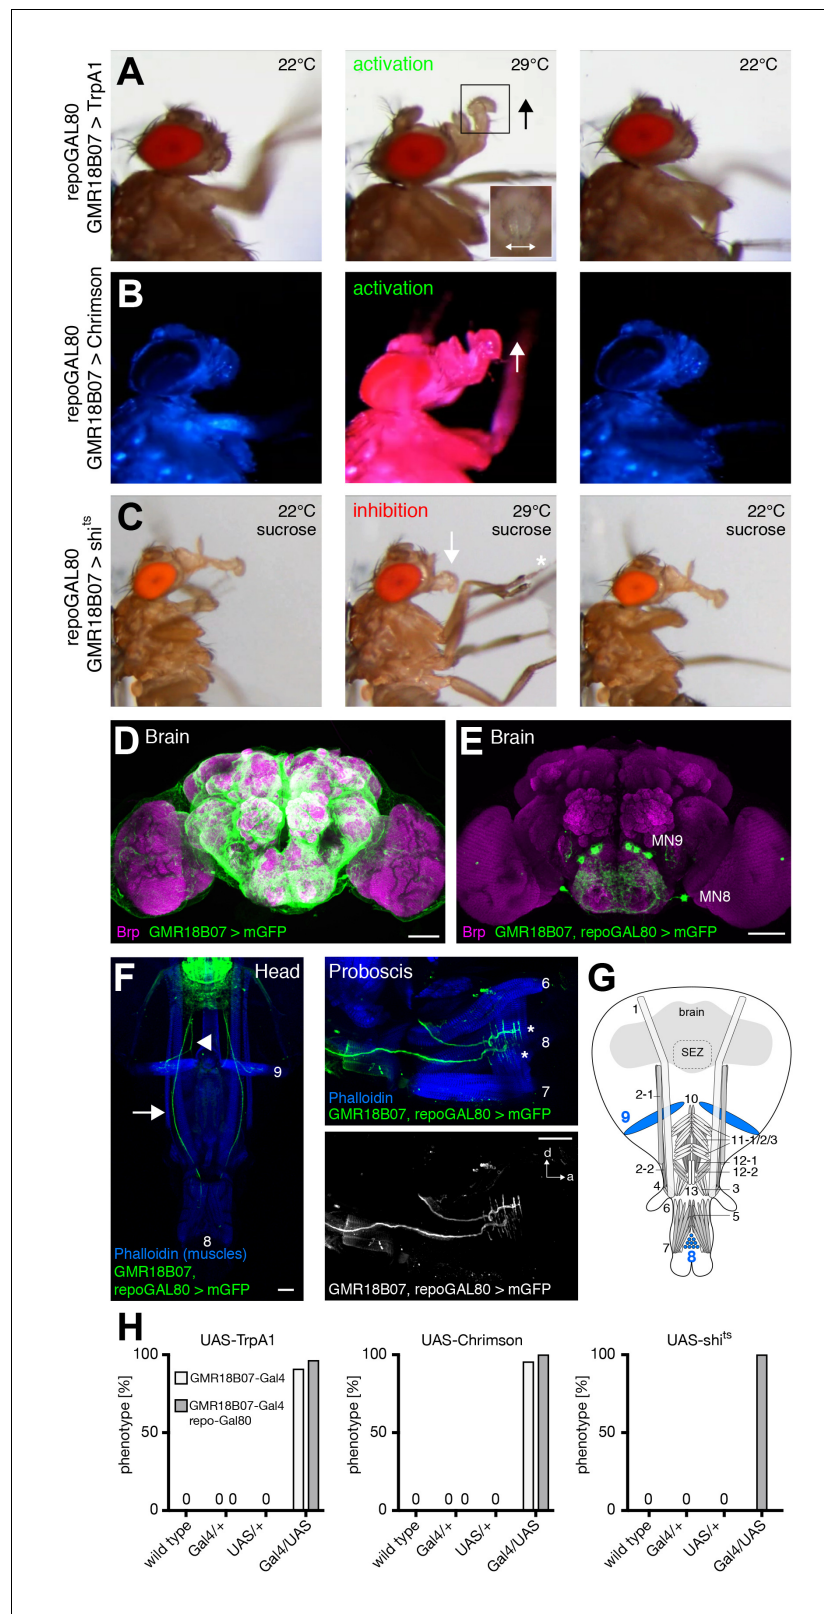 A
repoGAL80
GMR18B07 > TrpA1
22°C
activation
29°C
22°C
B
repoGAL80
GMR18B07 > Chrimson
activation
C
repoGAL80
GMR18B07 > shi ts
22°C
sucrose
inhibition
29°C
sucrose
*
22°C
sucrose
D Brain
Brp GMR18B07 > mGFP
E Brain
MN9
MN8
Brp GMR18B07, repoGAL80 > mGFP
F Head
9
8
Phalloidin (muscles)
GMR18B07,
repoGAL80 > mGFP
Proboscis
6
*
8
*
7
Phalloidin
GMR18B07, repoGAL80 > mGFP
d
a
GMR18B07, repoGAL80 > mGFP
G
1
brain
SEZ
2-1
10
9
11-1/2/3
12-1
2-2
12-2
4
13
3
6
5
7
8
H
UAS-TrpA1
phenotype [%]
100
50
0
GMR18B07-Gal4
GMR18B07-Gal4
repo-Gal80
0
0 0
0
wild type
Gal4/+
UAS/+
Gal4/UAS
UAS-Chrimson
phenotype [%]
100
50
0
0
0 0
0
wild type
Gal4/+
UAS/+
Gal4/UAS
UAS-shi ts
phenotype [%]
100
50
0
0
0
0
wild type
Gal4/+
UAS/+
Gal4/UAS